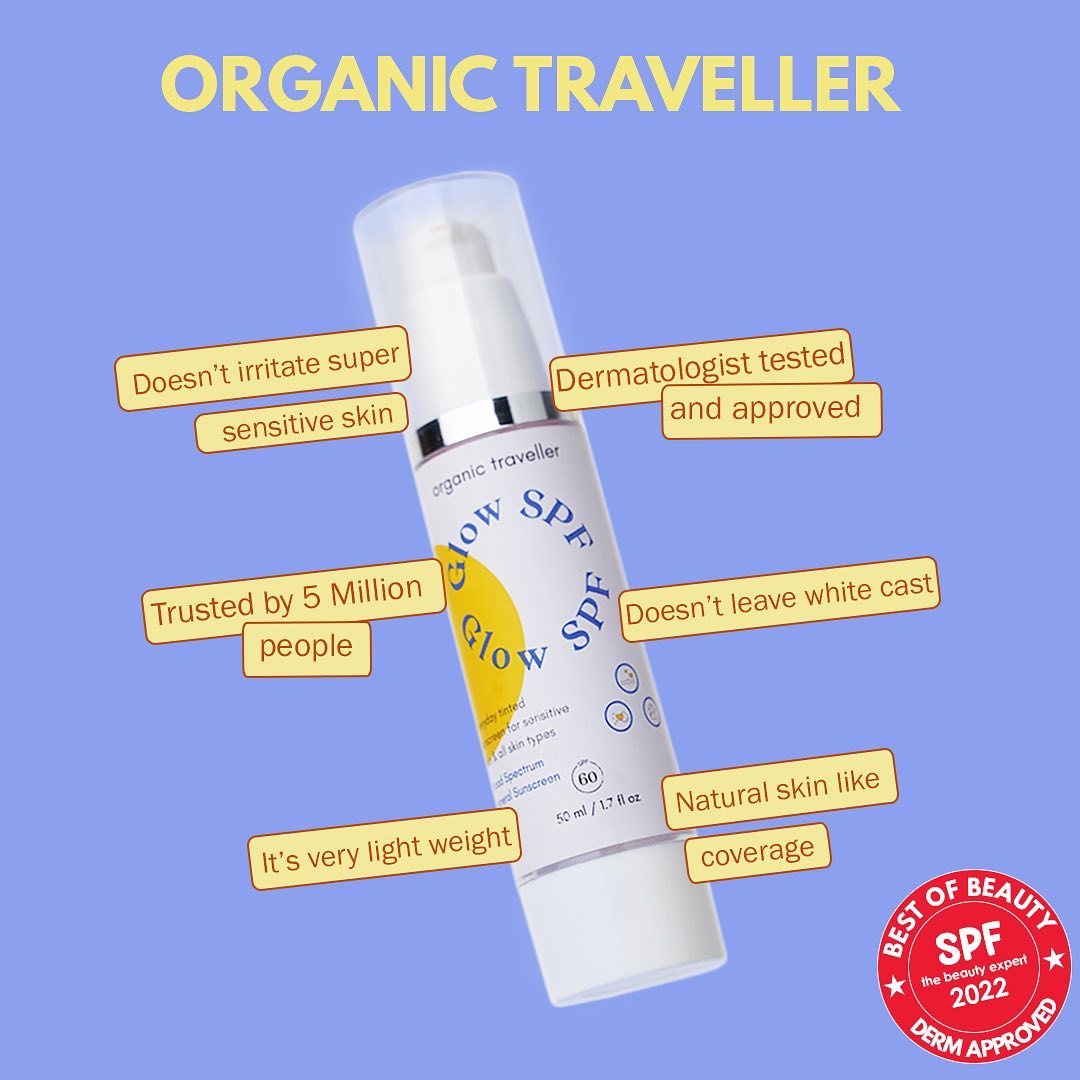 ORGANIC TRAVELLER
Doesn't irritate super
sensitive skin
Dermatologist tested
and approved
organic traveller
Glow SPF
Glow SPF
Trusted by 5 Million
people
Doesn't leave white cast
tinted
for sensitive
& all skin types
Spectrum
Sunscreen
SPF
60
50 ml / 1.7 fl oz
It's very light weight
Natural skin like
coverage
BEST OF BEAUTY
SPF
the beauty expert
2022
DERM APPROVED